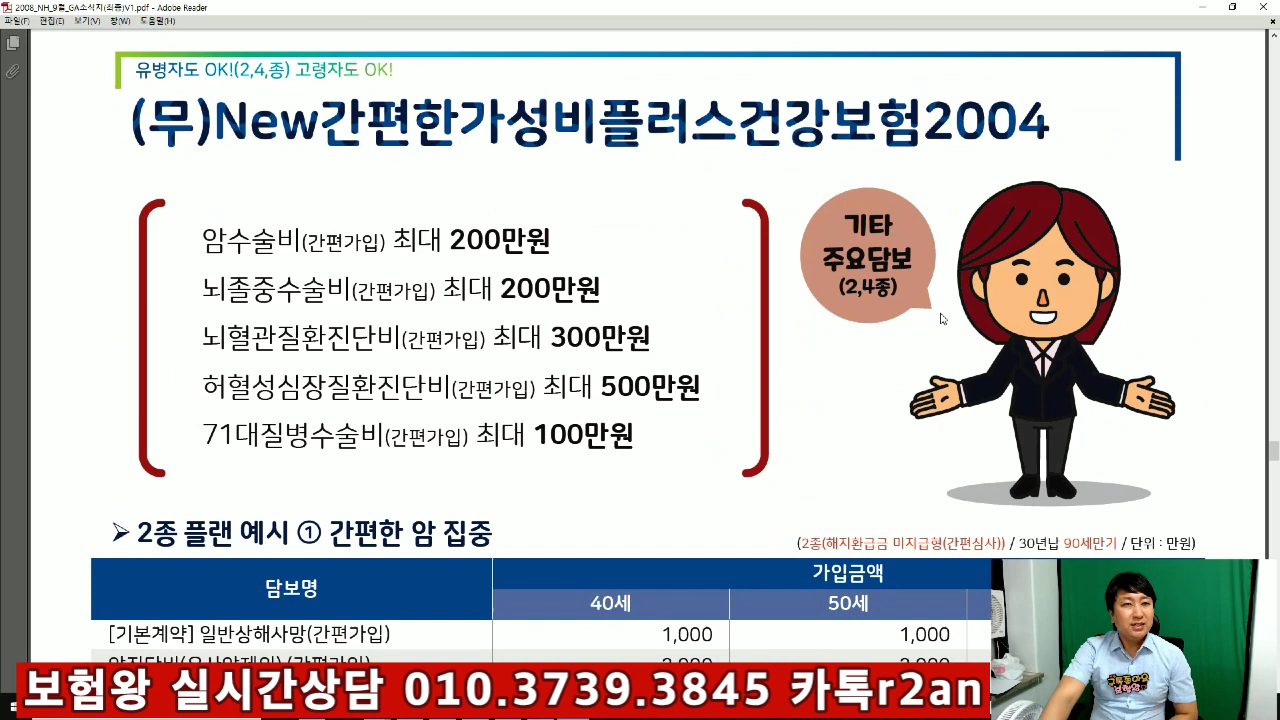 2008_NH_9월_GA소식지(최종)V1.pdf - Adobe Reader
파일(F) 편집(E) 보기(V) 창(W) 도움말(H)
유병자도 OK!(2,4,종) 고령자도 OK!
(무)New간편한가성비플러스건강보험2004
암수술비(간편가입) 최대 200만원
뇌졸중수술비(간편가입) 최대 200만원
뇌혈관질환진단비(간편가입) 최대 300만원
허혈성심장질환진단비(간편가입) 최대 500만원
71대질병수술비(간편가입) 최대 100만원
기타
주요담보
(2,4종)
➢ 2종 플랜 예시 ① 간편한 암 집중
(2종(해지환급금 미지급형(간편심사)) / 30년납 90세만기 / 단위 : 만원)
담보명 가입금액
40세 50세
[기본계약] 일반상해사망(간편가입) 1,000 1,000
보험왕 실시간상담 010.3739.3845 카톡r2an